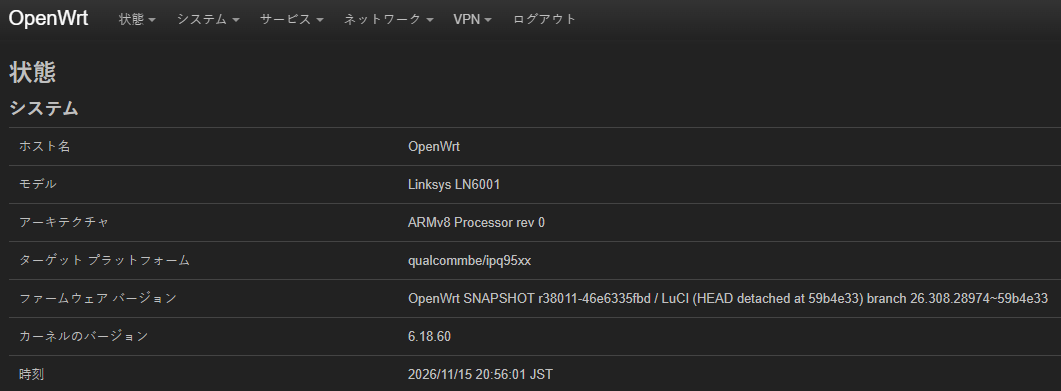 OpenWrt 状態 システム サービス ネットワーク VPN ログアウト
状態
システム
ホスト名 OpenWrt
モデル Linksys LN6001
アーキテクチャ ARMv8 Processor rev 0
ターゲット プラットフォーム qualcommbe/ipq95xx
ファームウェア バージョン OpenWrt SNAPSHOT r38011-46e6335fbd / LuCI (HEAD detached at 59b4e33) branch 26.308.28974~59b4e33
カーネルのバージョン 6.18.60
時刻 2026/11/15 20:56:01 JST